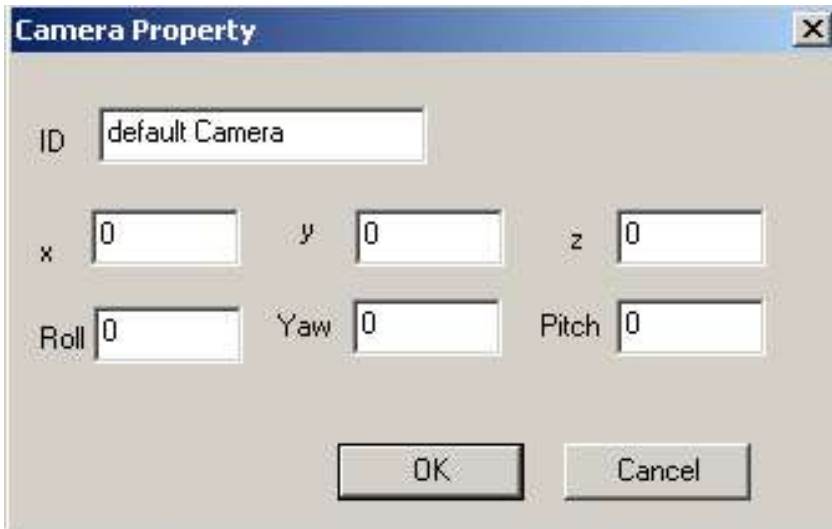 Camera Property
ID default Camera
x 0 y 0 z 0
Roll 0 Yaw 0 Pitch 0
OK Cancel